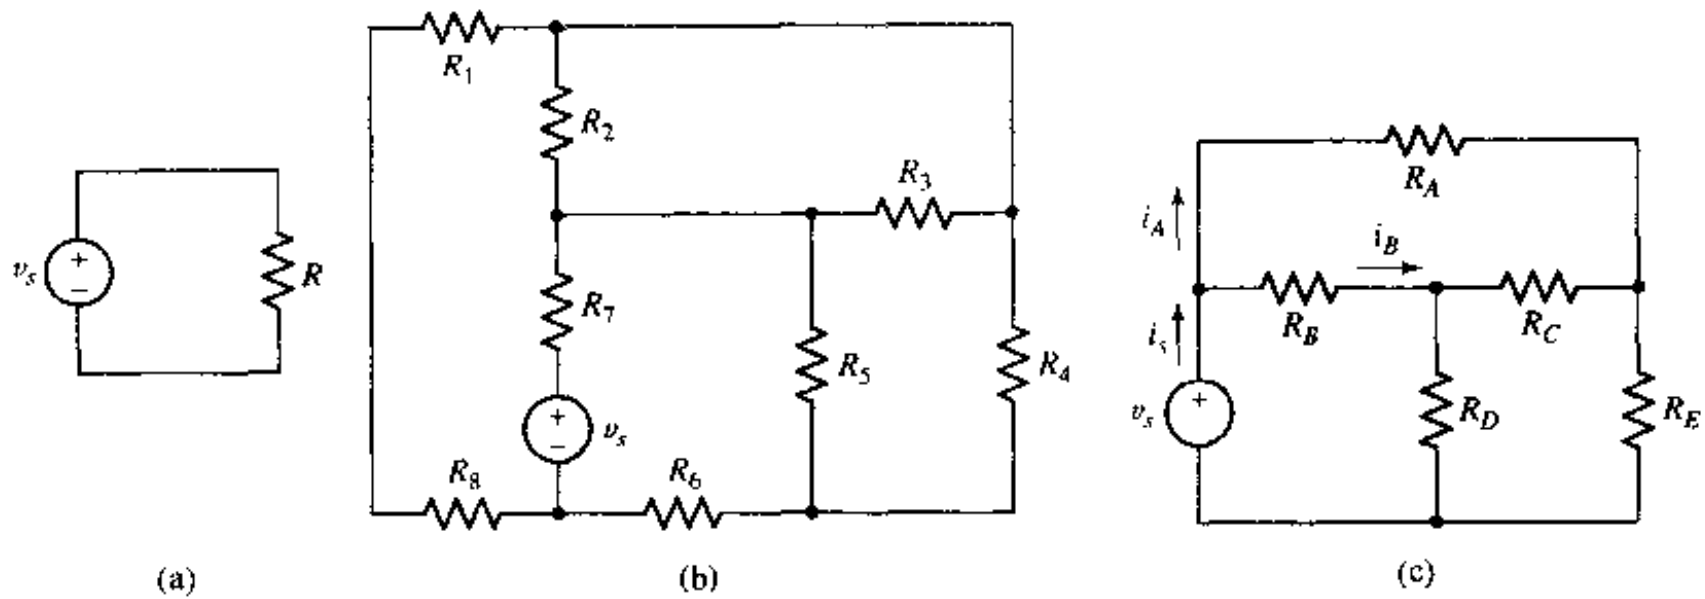 v_s
+
−
R
(a)
R_1
R_2
R_3
R_7
R_5
R_4
+
−
v_s
R_8
R_6
(b)
R_A
i_A
i_B
R_B
R_C
i_s
v_s
+
R_D
R_E
(c)